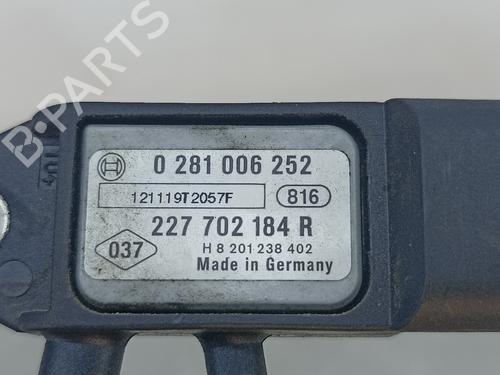 B-PARTS
0 281 006 252
121119T2057F 816
227 702 184 R
037 H 8 201 238 402
Made in Germany